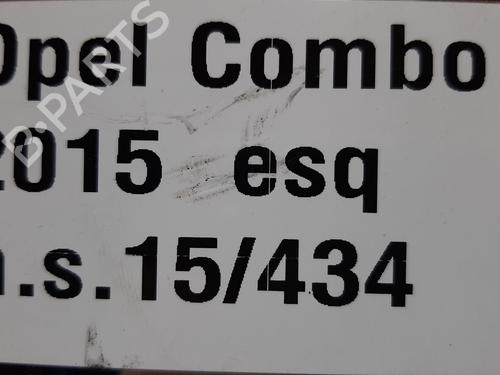 Opel Combo
2015 esq
n.s.15/434
B-PARTS